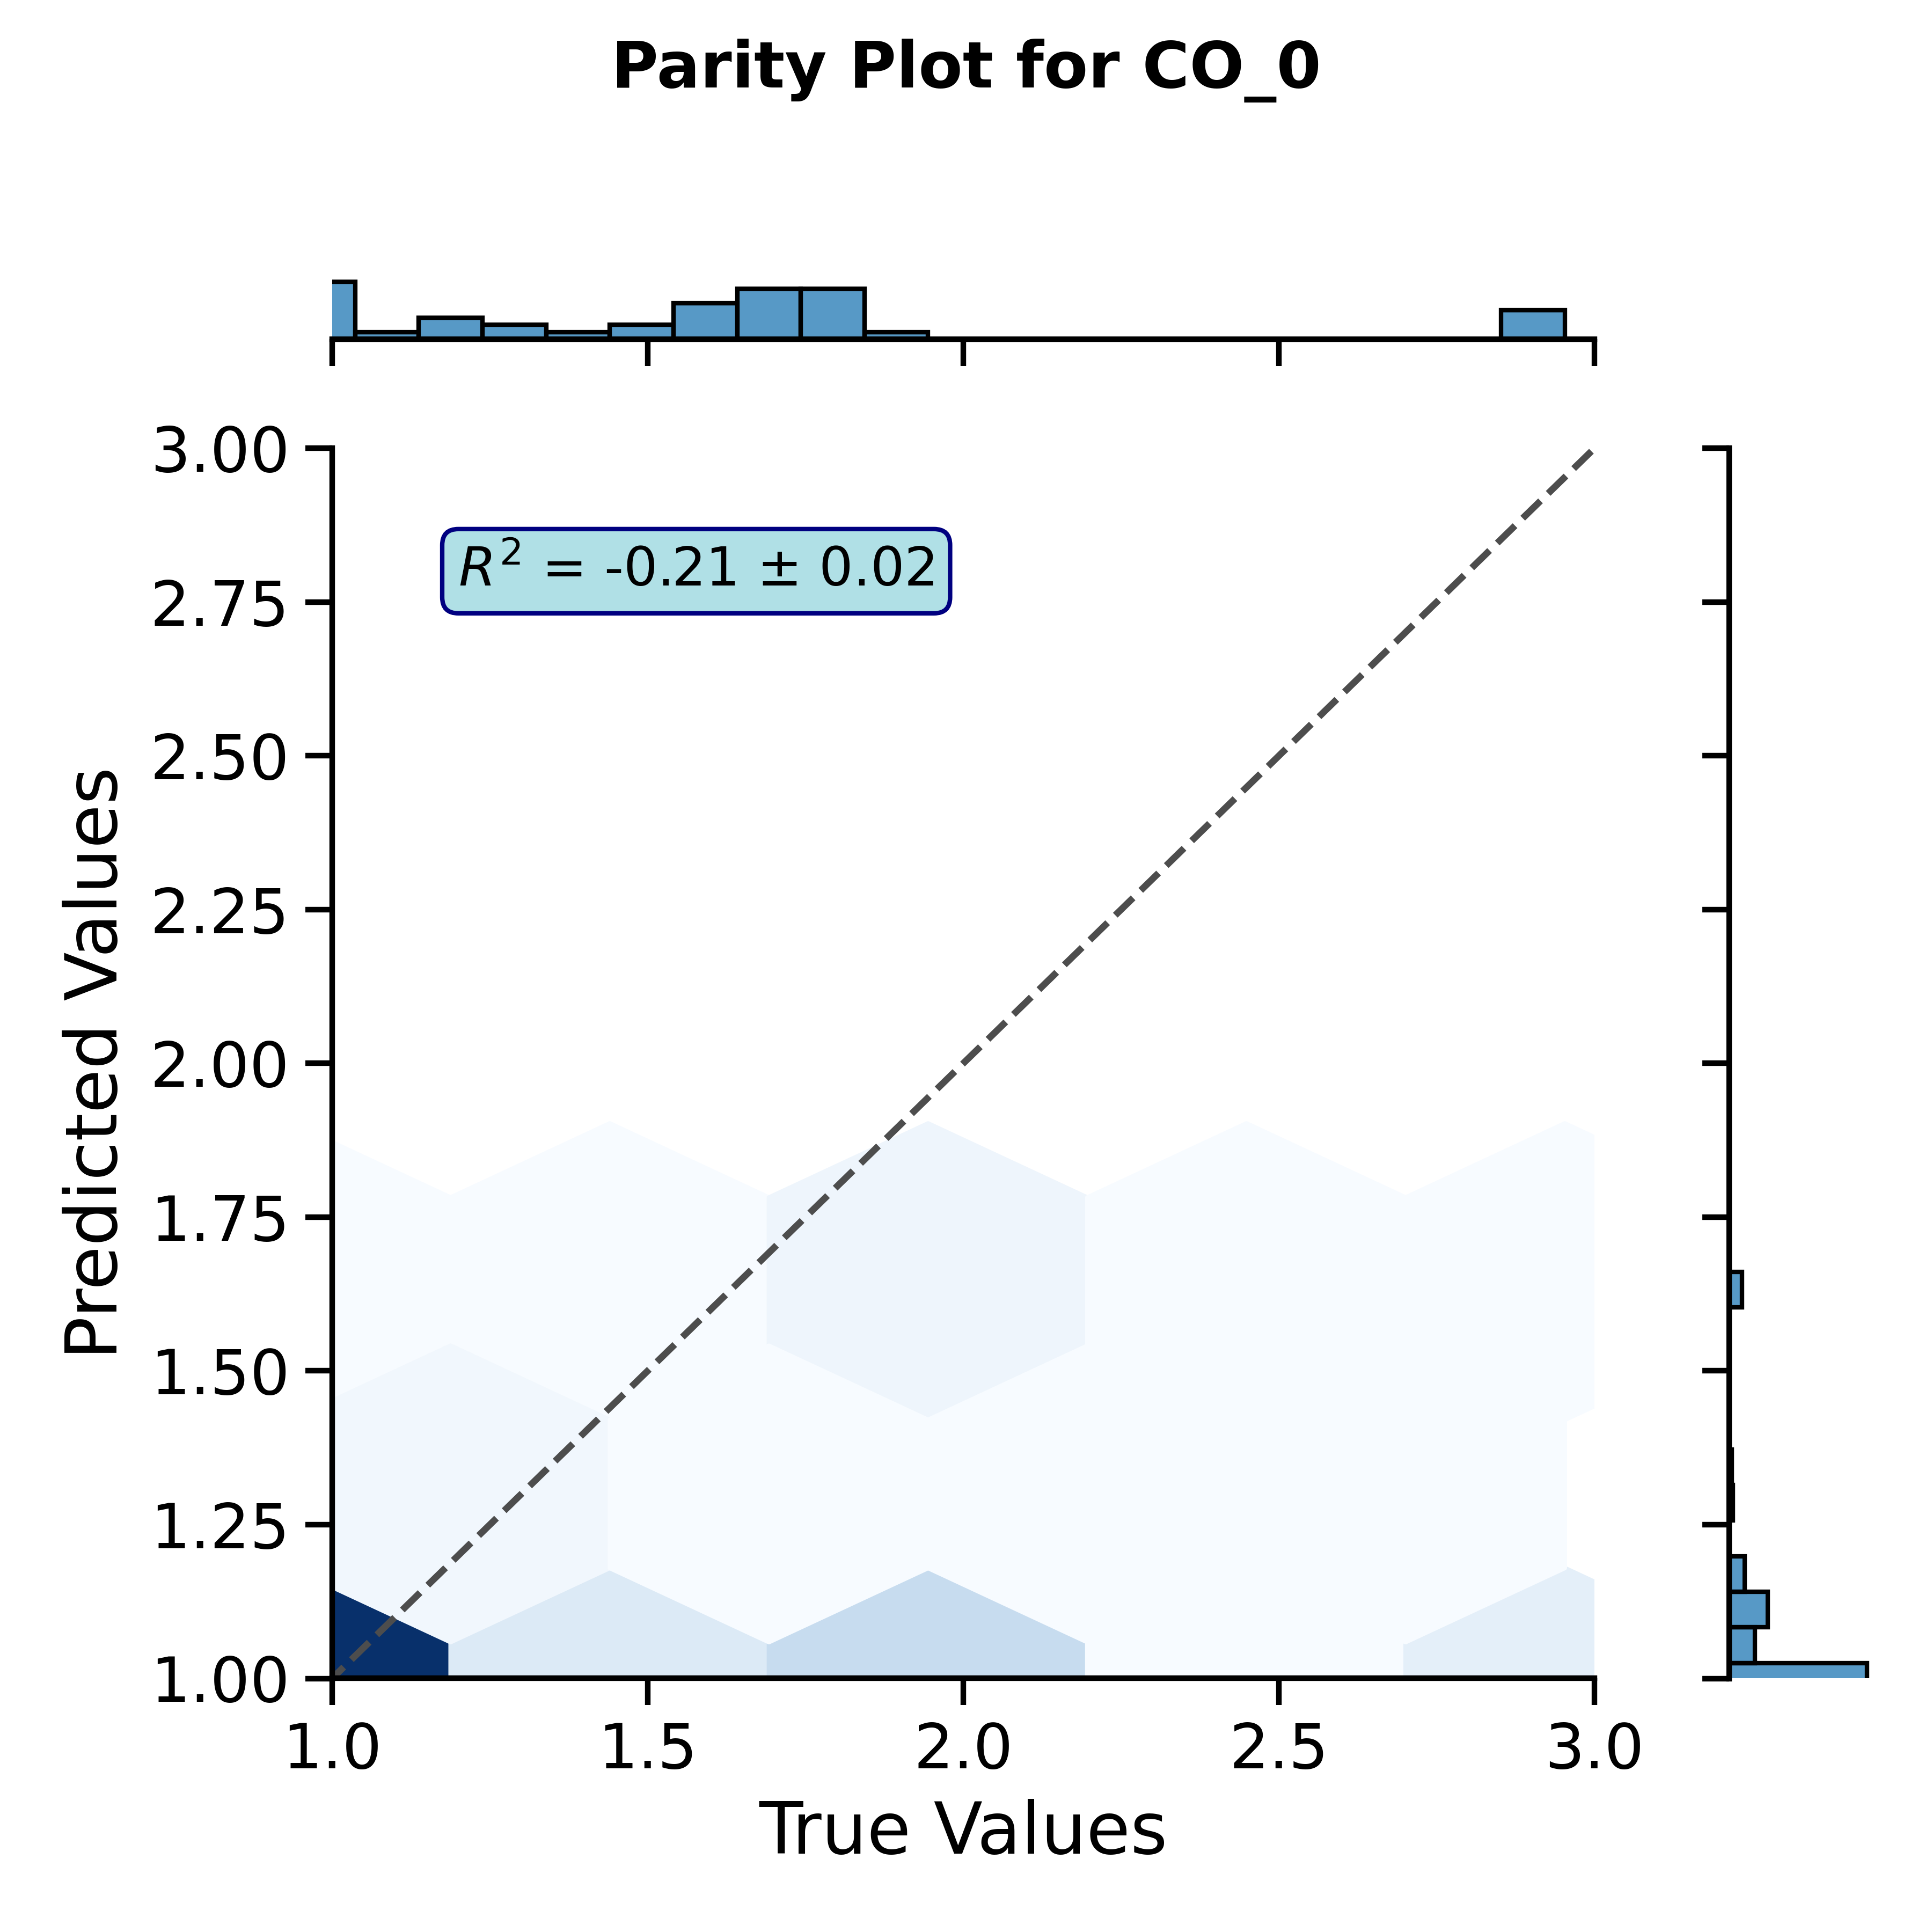 Parity Plot for CO_0
3.00
R² = -0.21 ± 0.02
2.75
2.50
2.25
2.00
1.75
1.50
1.25
1.00
Predicted Values
1.0 1.5 2.0 2.5 3.0
True Values